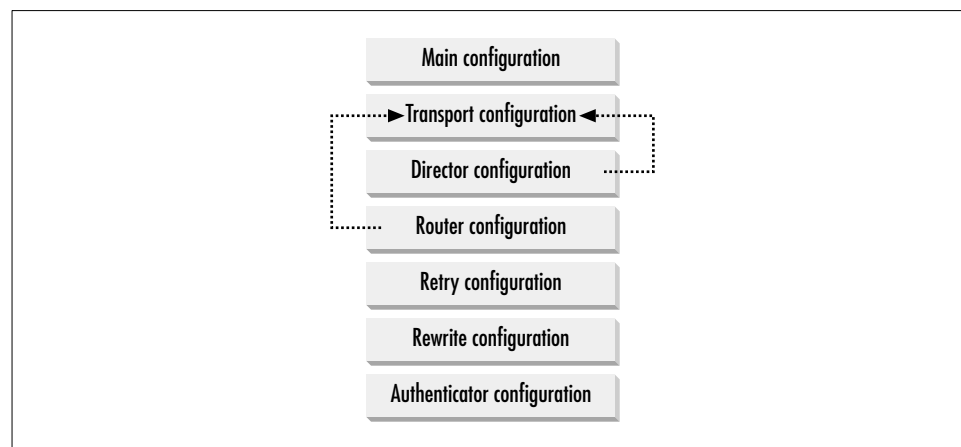 Main configuration
Transport configuration
Director configuration
Router configuration
Retry configuration
Rewrite configuration
Authenticator configuration